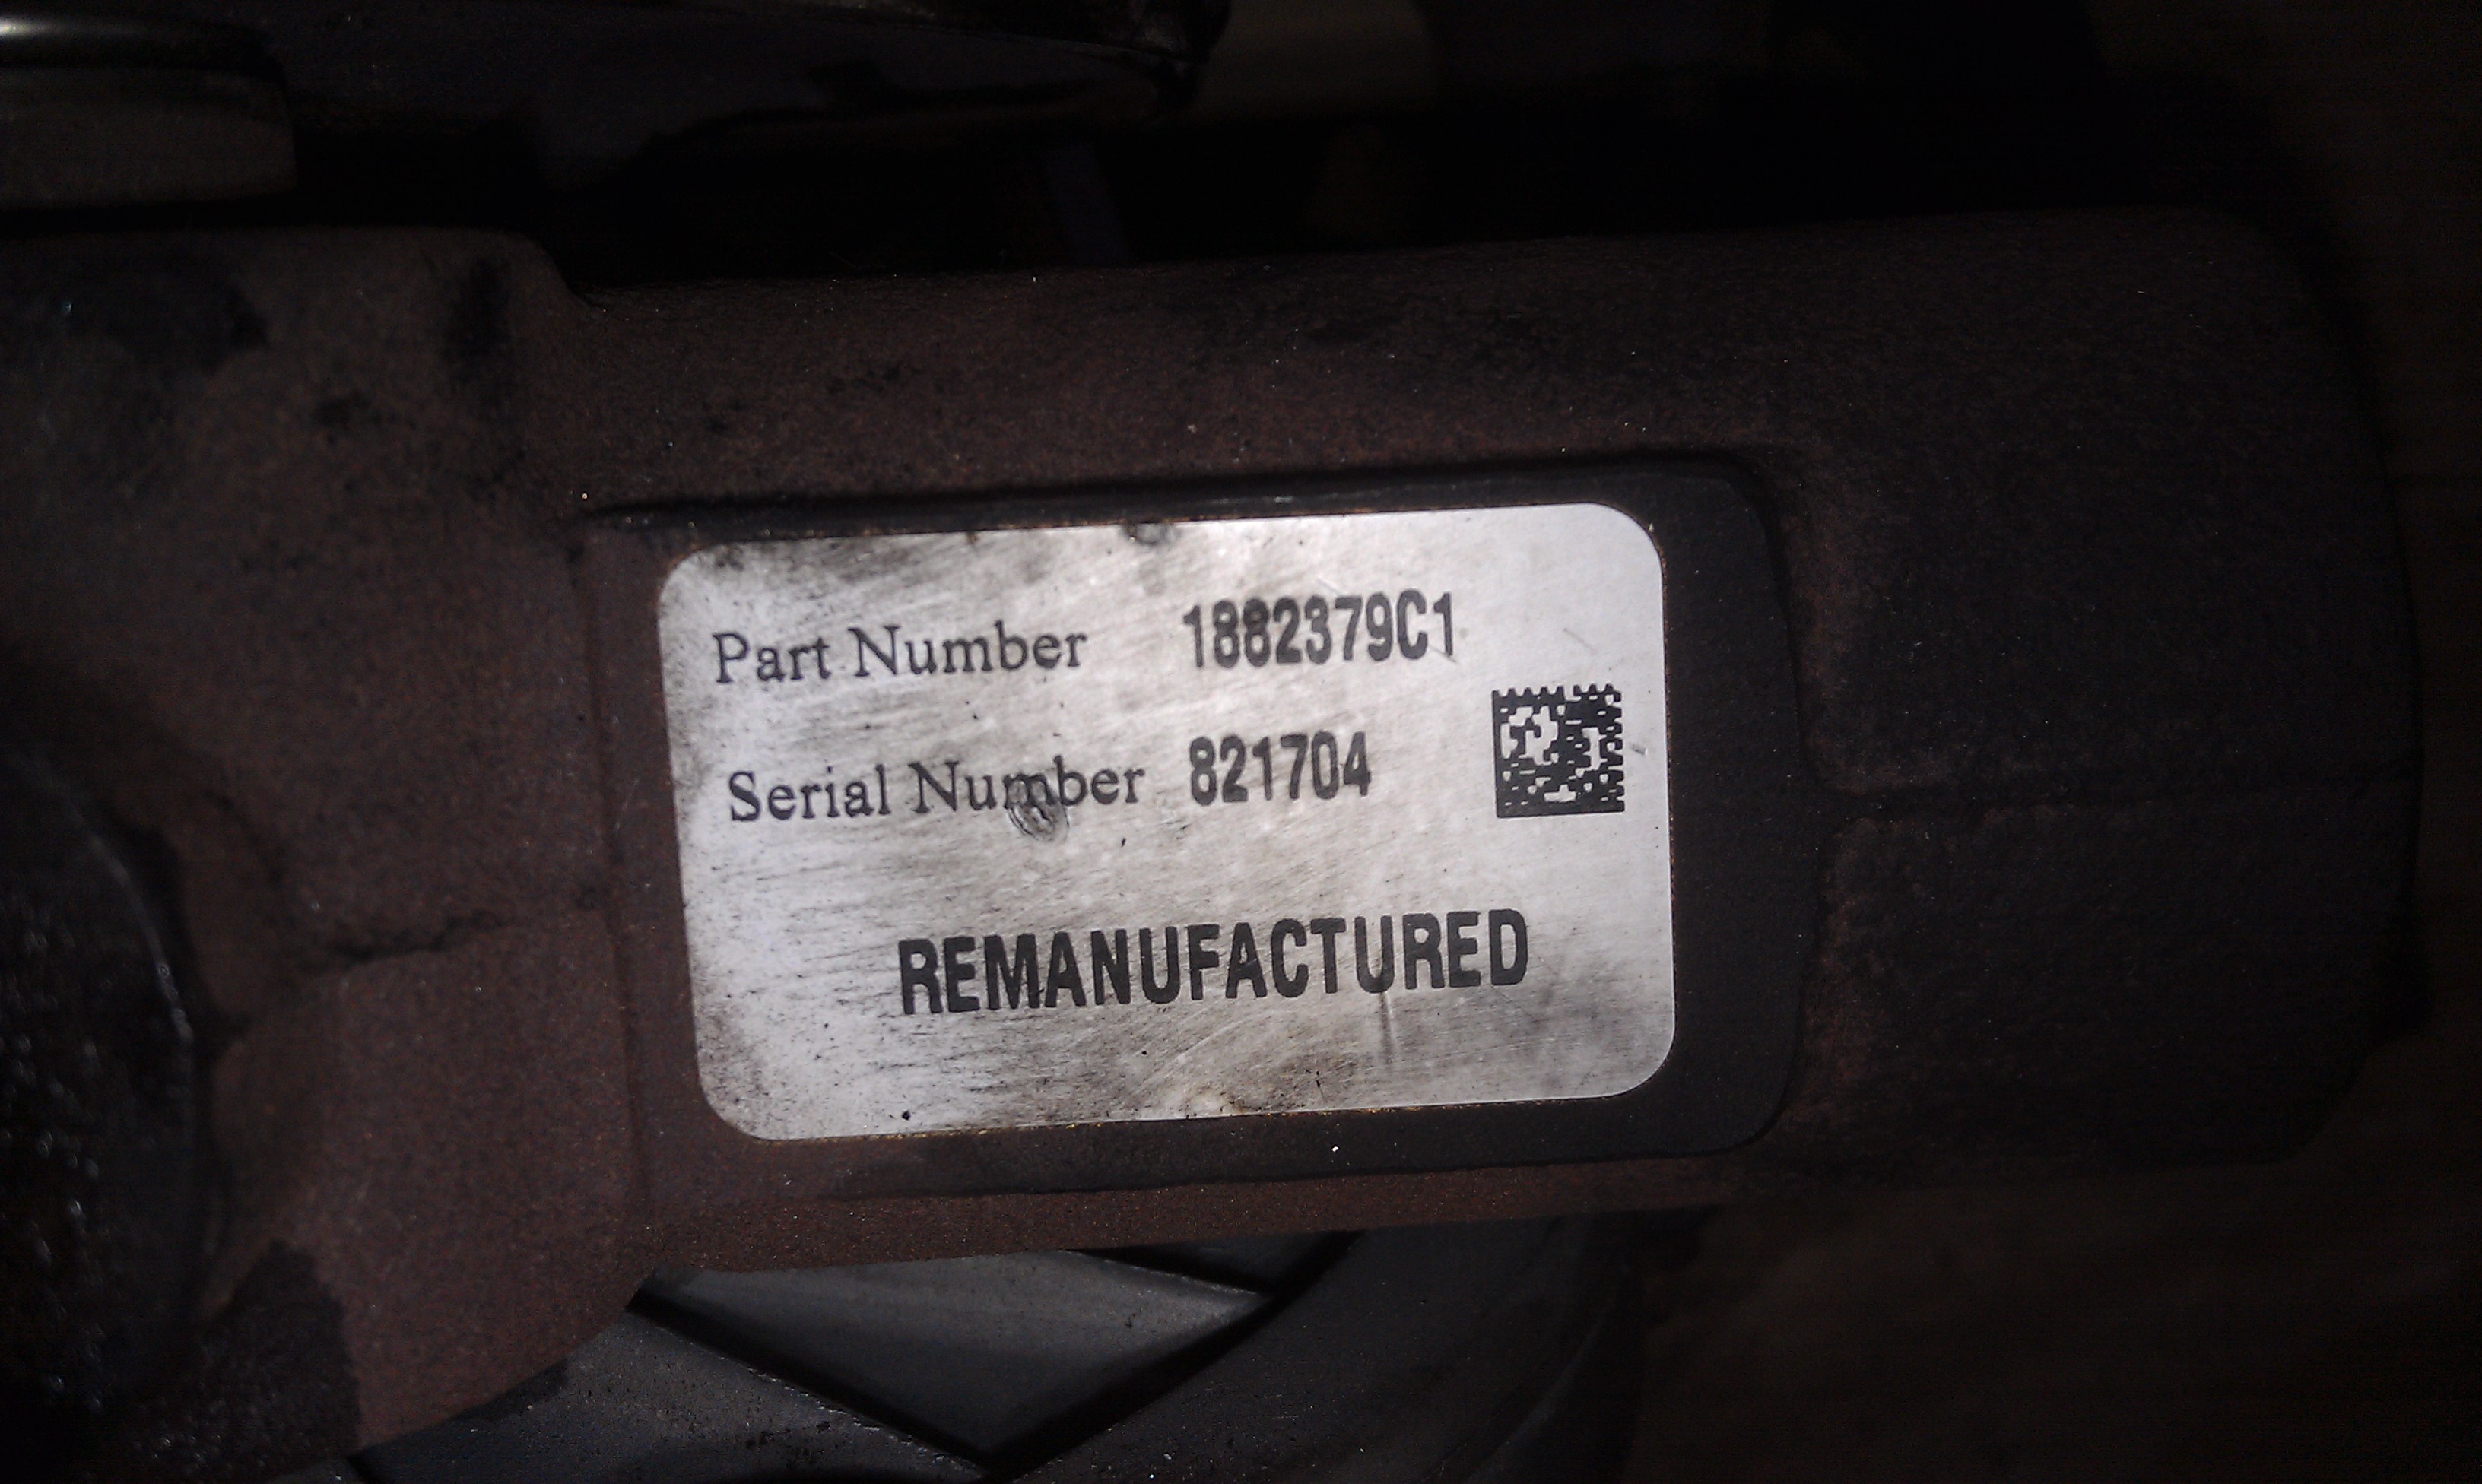 Part Number 1882379C1
Serial Number 821704
REMANUFACTURED